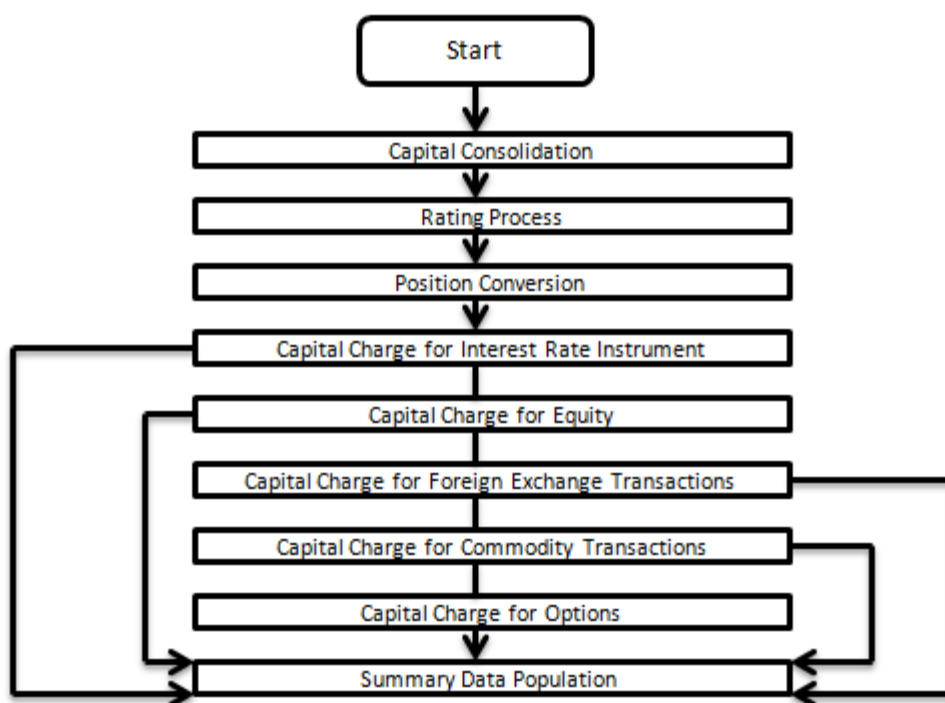 Start
Capital Consolidation
Rating Process
Position Conversion
Capital Charge for Interest Rate Instrument
Capital Charge for Equity
Capital Charge for Foreign Exchange Transactions
Capital Charge for Commodity Transactions
Capital Charge for Options
Summary Data Population